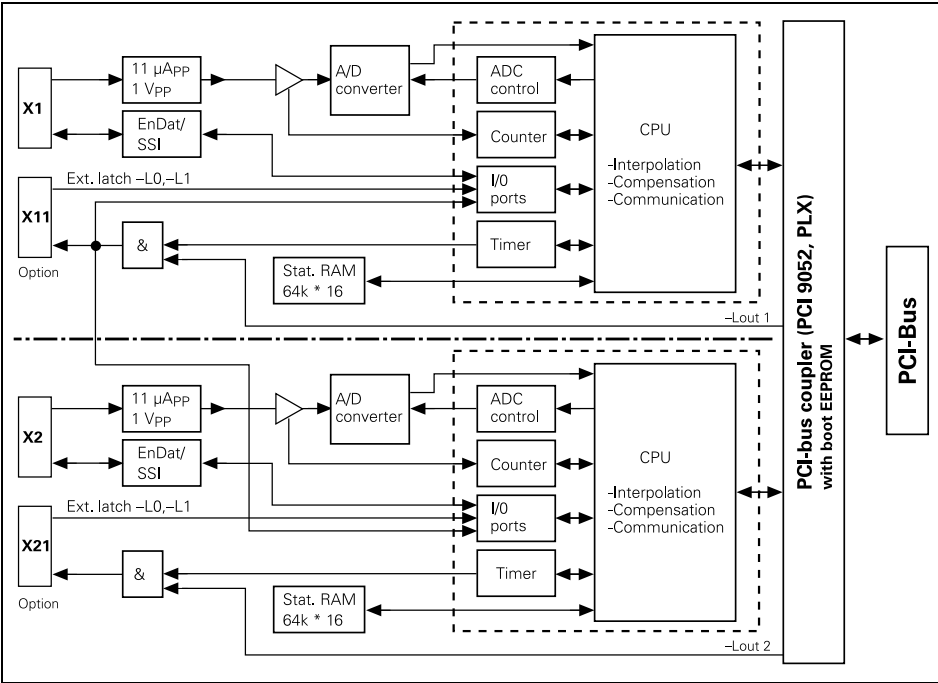 X1
11 µAPP
1 VPP
A/D
converter
ADC
control
EnDat/
SSI
Counter
CPU
-Interpolation
-Compensation
-Communication
X11
Option
Ext. latch –L0,–L1
I/0
ports
&
Timer
Stat. RAM
64k * 16
–Lout 1
X2
11 µAPP
1 VPP
A/D
converter
ADC
control
EnDat/
SSI
Counter
CPU
-Interpolation
-Compensation
-Communication
X21
Option
Ext. latch –L0,–L1
I/0
ports
&
Timer
Stat. RAM
64k * 16
–Lout 2
PCI-bus coupler (PCI 9052, PLX)
with boot EEPROM
PCI-Bus